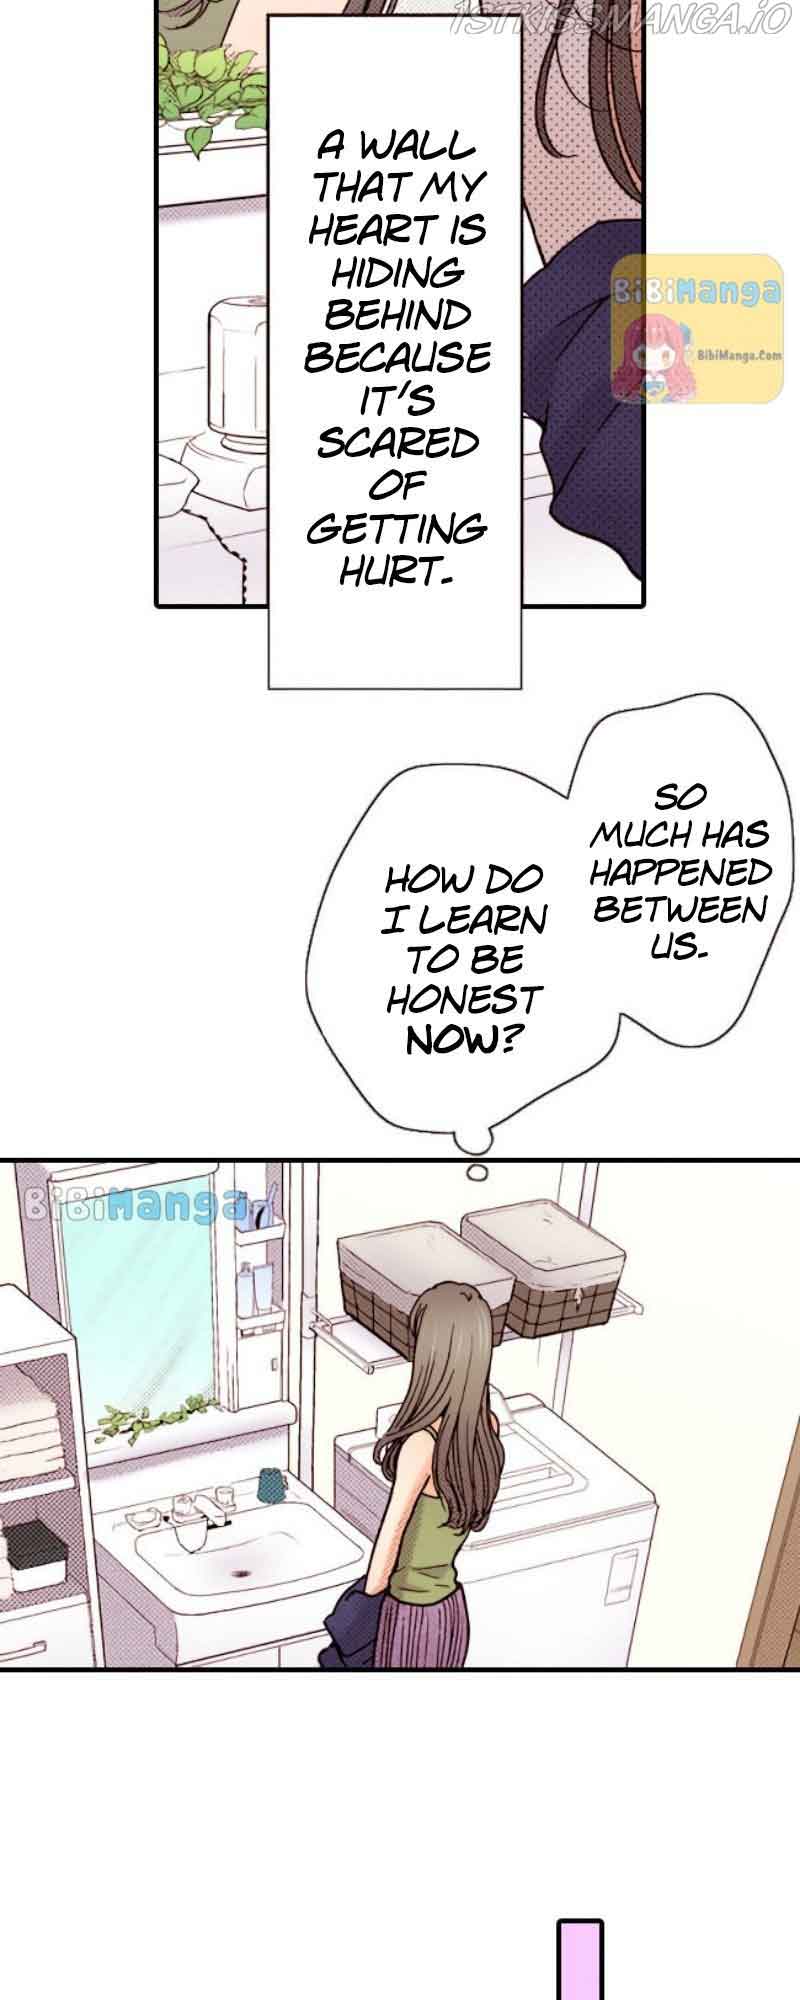 1STKISSMANGA.iO
A WALL
THAT MY
HEART IS
HIDING
BEHIND
BECAUSE
IT'S
SCARED
OF
GETTING
HURT.
BiBiManga
BibiManga.Com
SO
MUCH HAS
HAPPENED
BETWEEN
US.
HOW DO
I LEARN
TO BE
HONEST
NOW?
BiBiManga